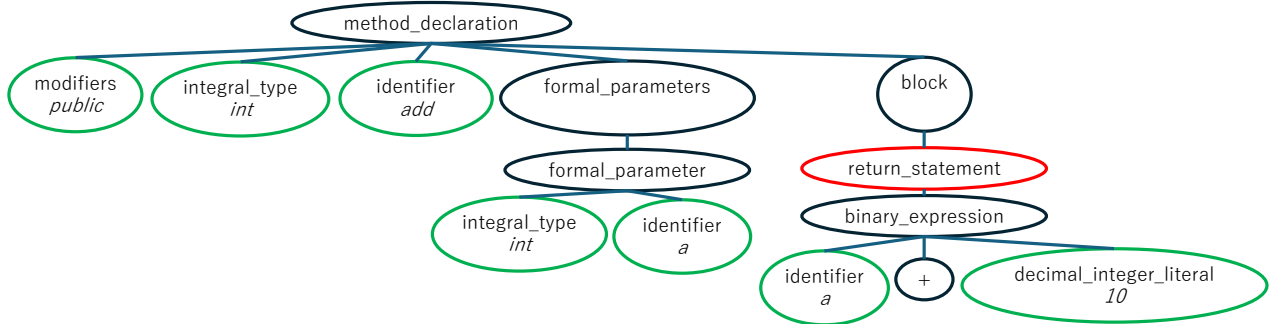 method_declaration
modifiers
public
integral_type
int
identifier
add
formal_parameters
block
formal_parameter
return_statement
integral_type
int
identifier
a
binary_expression
identifier
a
+
decimal_integer_literal
10